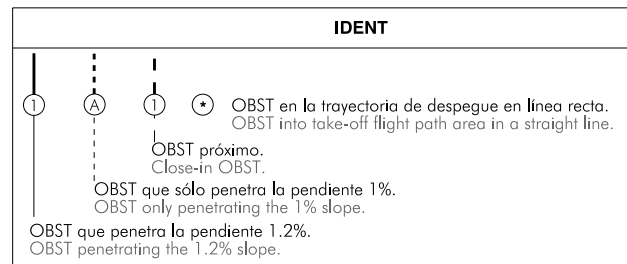 IDENT
1 A 1 * OBST en la trayectoria de despegue en línea recta.
OBST into take-off flight path area in a straight line.
OBST próximo.
Close-in OBST.
OBST que sólo penetra la pendiente 1%.
OBST only penetrating the 1% slope.
OBST que penetra la pendiente 1.2%.
OBST penetrating the 1.2% slope.